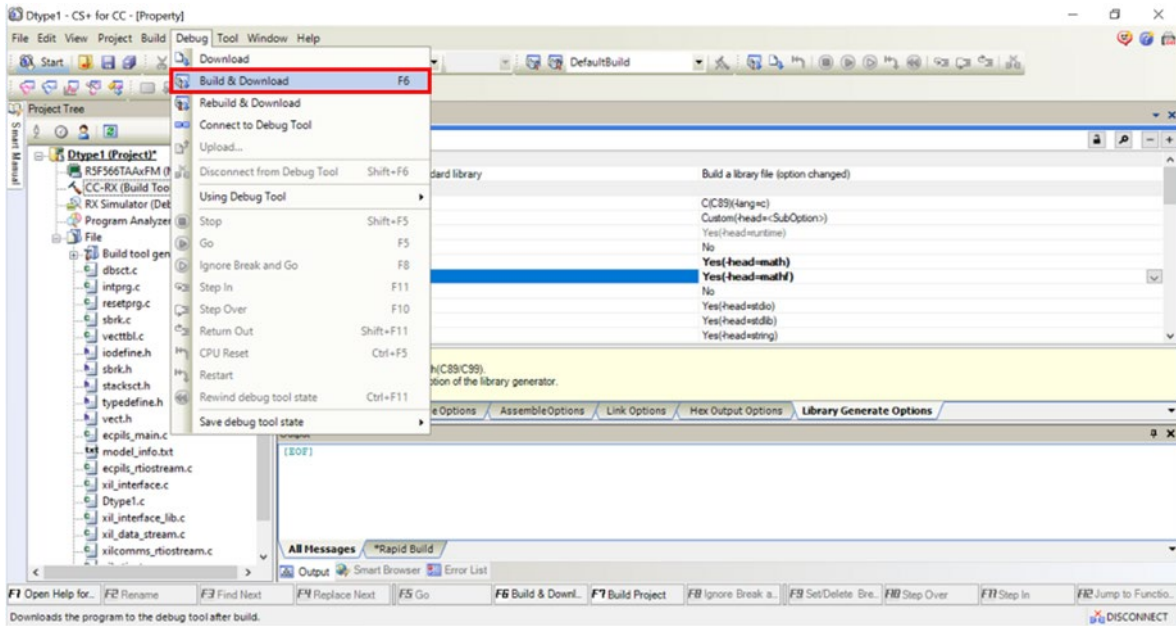 Dtype1 - CS+ for CC - [Property]
File Edit View Project Build Debug Tool Window Help
Start
DefaultBuild
Download
Build & Download F6
Rebuild & Download
Connect to Debug Tool
Upload...
Disconnect from Debug Tool Shift+F6
Using Debug Tool
Stop Shift+F5
Go F5
Ignore Break and Go F8
Step In F11
Step Over F10
Return Out Shift+F11
CPU Reset Ctrl+F5
Restart
Rewind debug tool state Ctrl+F11
Save debug tool state
Smart Manual
Project Tree
Dtype1 (Project)*
R5F566TAAxFM
CC-RX (Build Too
RX Simulator (Deb
Program Analyzer
File
Build tool gen
dbsct.c
intprg.c
resetprg.c
sbrk.c
vecttbl.c
iodefine.h
sbrk.h
stacksct.h
typedefine.h
vect.h
ecpils_main.c
model_info.txt
ecpils_rtiostream.c
xil_interface.c
Dtype1.c
xil_interface_lib.c
xil_data_stream.c
xilcomms_rtiostream.c
dard library Build a library file (option changed)
C(C89)(-lang=c)
Custom(-head=<SubOption>)
Yes(-head=runtime)
No
Yes(-head=math)
Yes(-head=mathf)
No
Yes(-head=stdio)
Yes(-head=stdlib)
Yes(-head=string)
h(C89/C99).
ption of the library generator.
e Options AssembleOptions Link Options Hex Output Options Library Generate Options
[EOF]
All Messages *Rapid Build
Output Smart Browser Error List
F1 Open Help for... F2 Rename F3 Find Next F4 Replace Next F5 Go F6 Build & Downl... F7 Build Project F8 Ignore Break a... F9 Set/Delete Bre... F10 Step Over F11 Step In F12 Jump to Functio...
Downloads the program to the debug tool after build. DISCONNECT